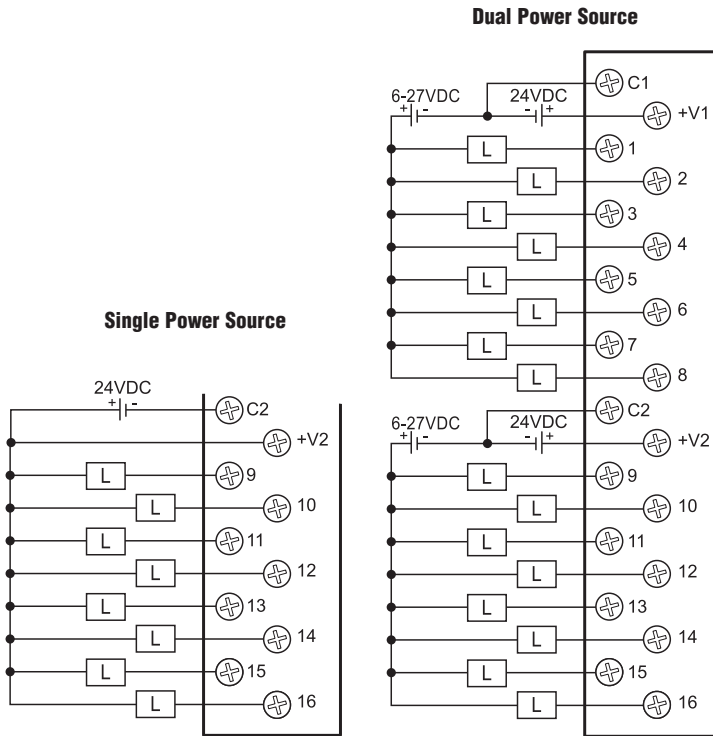 Dual Power Source
C1
6-27VDC
24VDC
+ - - +
+V1
L 1
L 2
L 3
L 4
L 5
L 6
L 7
L 8
C2
6-27VDC
24VDC
+ - - +
+V2
L 9
L 10
L 11
L 12
L 13
L 14
L 15
L 16
Single Power Source
24VDC
+ -
C2
+V2
L 9
L 10
L 11
L 12
L 13
L 14
L 15
L 16